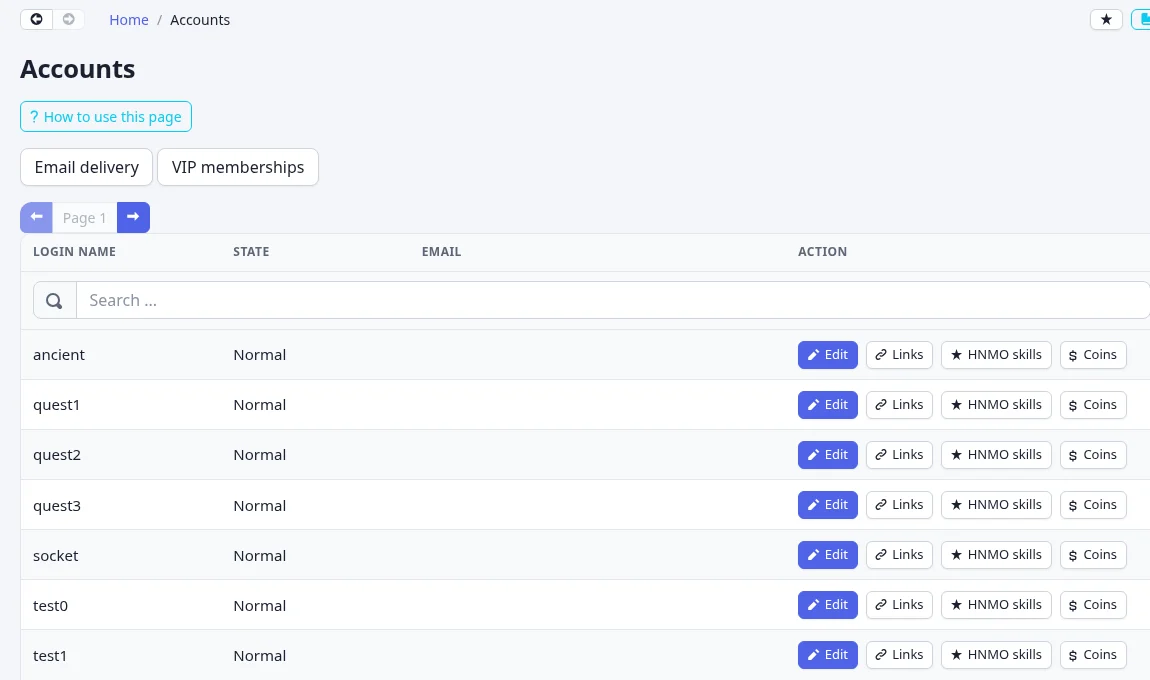 Home / Accounts
Accounts
? How to use this page
Email delivery VIP memberships
Page 1
LOGIN NAME STATE EMAIL ACTION
Search ...
ancient Normal Edit Links HNMO skills $ Coins
quest1 Normal Edit Links HNMO skills $ Coins
quest2 Normal Edit Links HNMO skills $ Coins
quest3 Normal Edit Links HNMO skills $ Coins
socket Normal Edit Links HNMO skills $ Coins
test0 Normal Edit Links HNMO skills $ Coins
test1 Normal Edit Links HNMO skills $ Coins